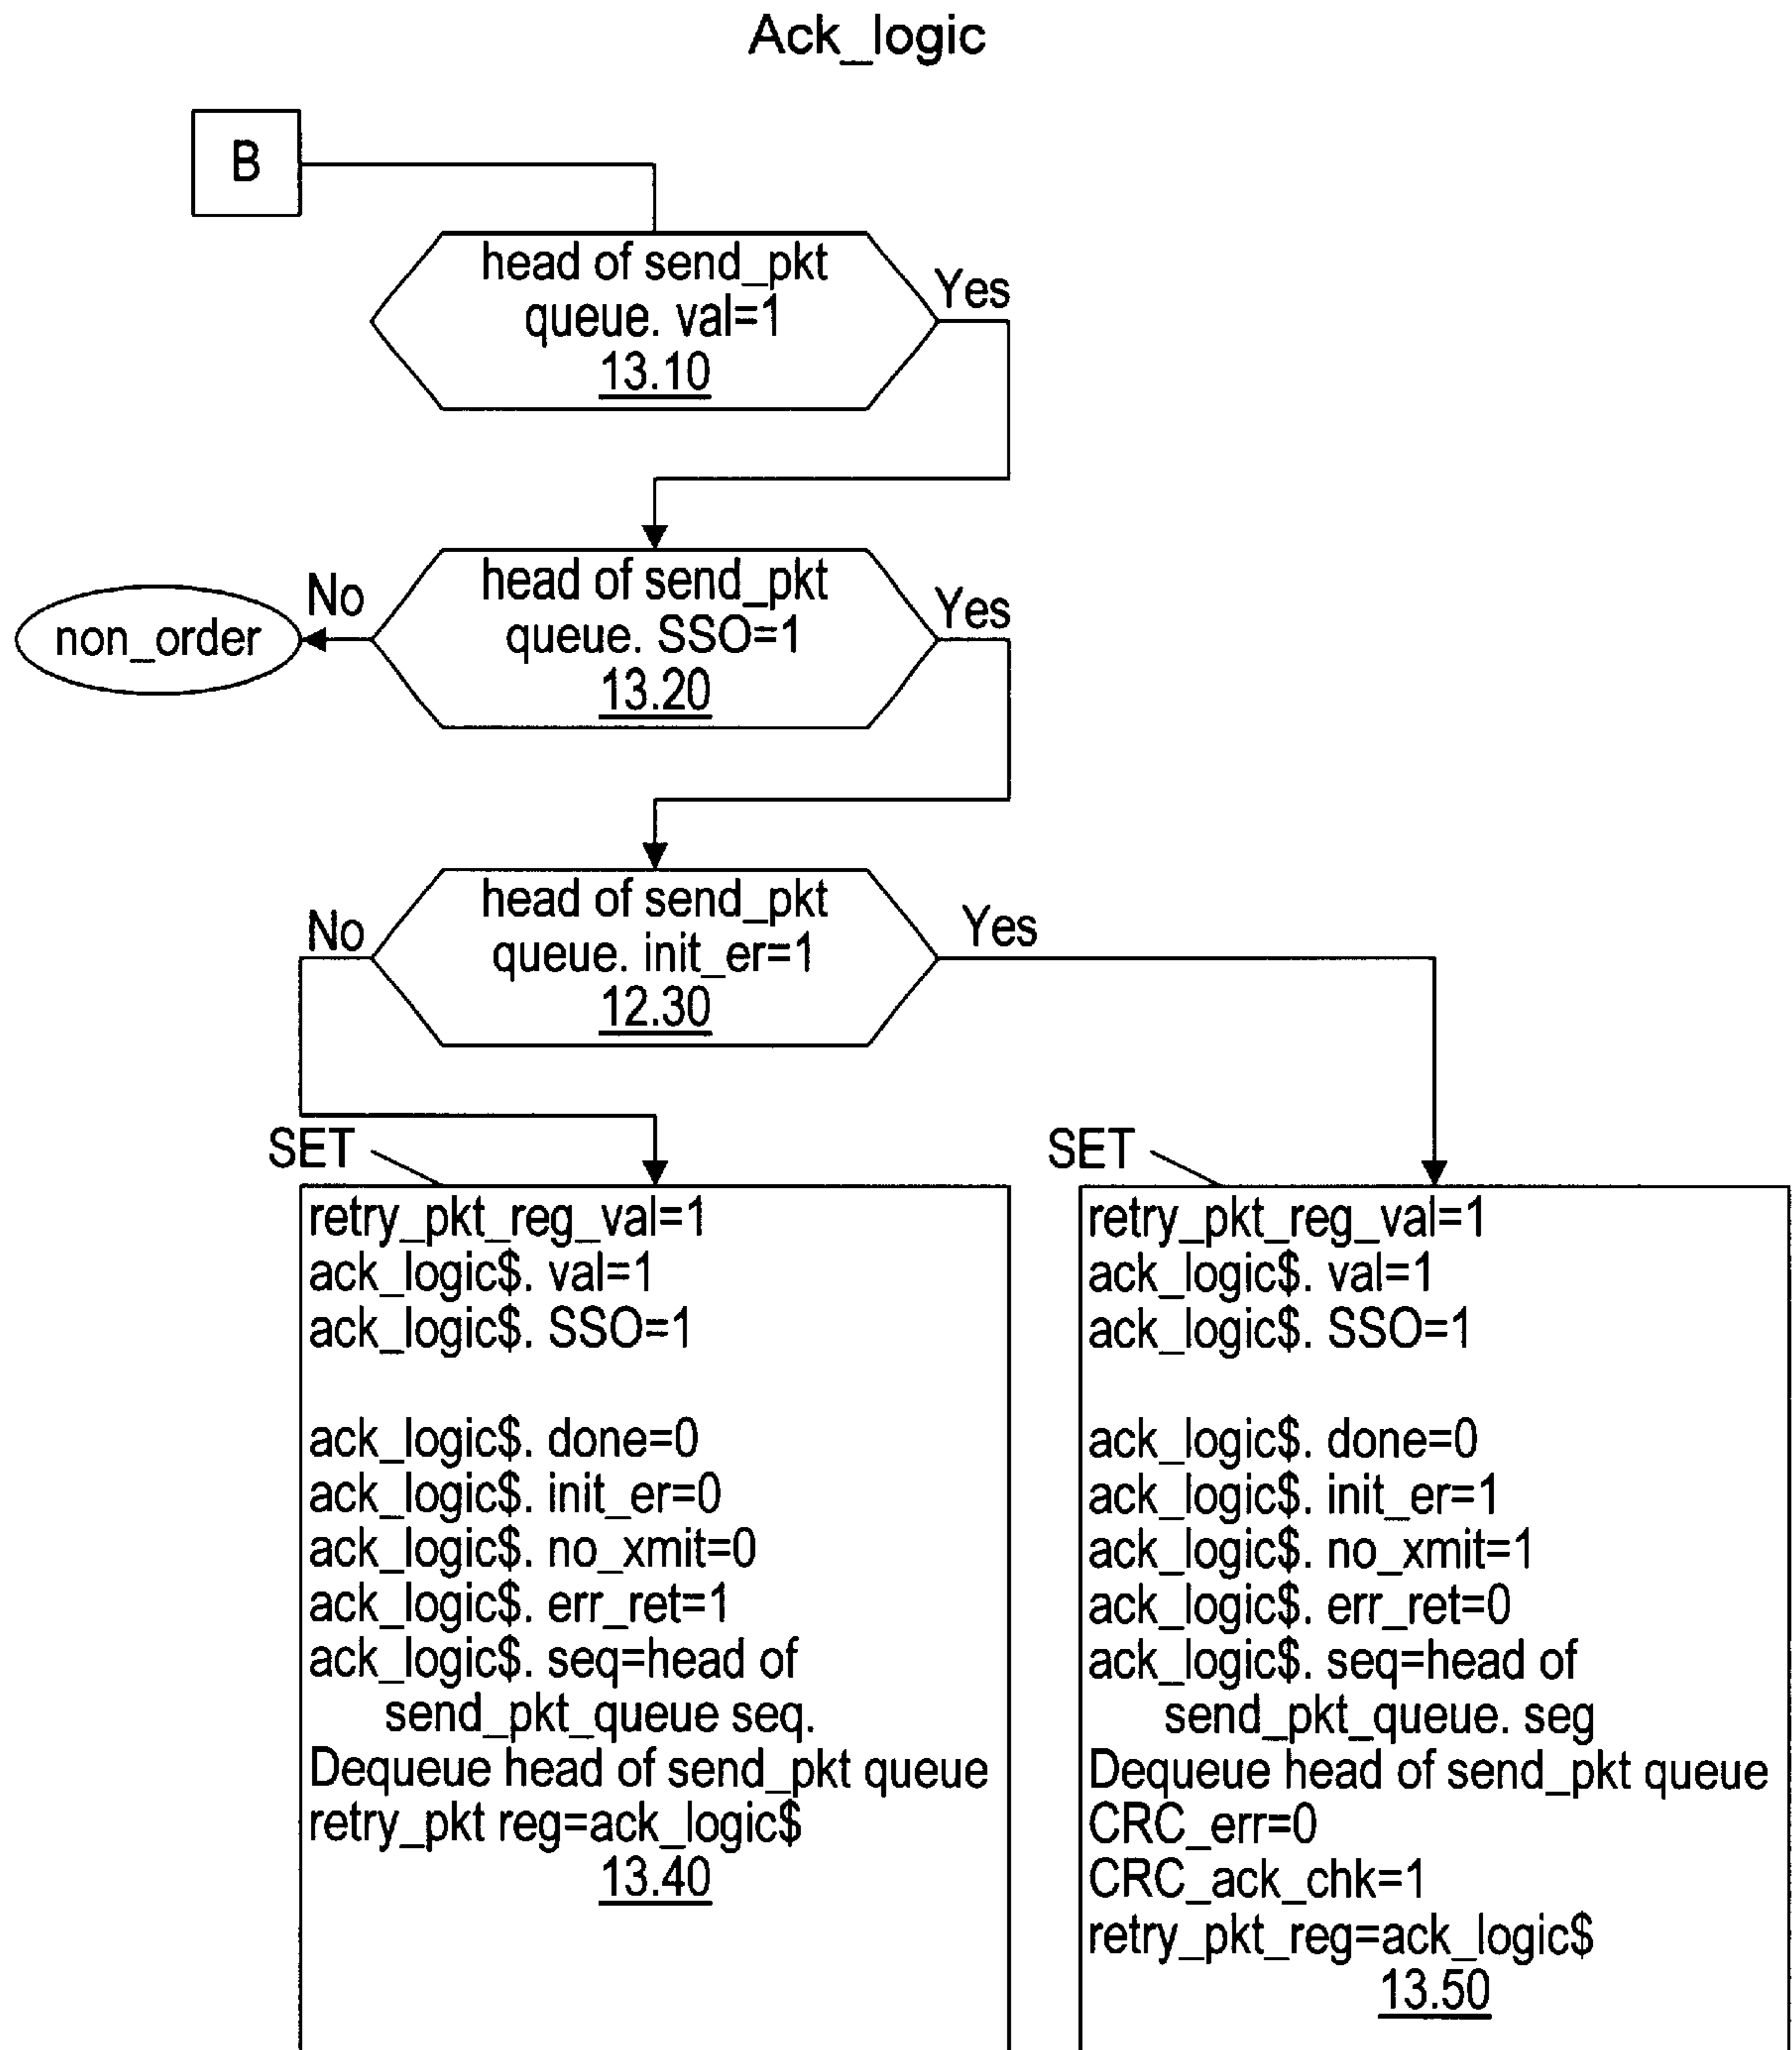 Ack_logic
B
head of send_pkt
queue. val=1
13.10
Yes
head of send_pkt
queue. SSO=1
13.20
No
Yes
non_order
head of send_pkt
queue. init_er=1
12.30
No
Yes
SET
retry_pkt_reg_val=1
ack_logic$. val=1
ack_logic$. SSO=1
ack_logic$. done=0
ack_logic$. init_er=0
ack_logic$. no_xmit=0
ack_logic$. err_ret=1
ack_logic$. seq=head of
send_pkt_queue seq.
Dequeue head of send_pkt queue
retry_pkt reg=ack_logic$
13.40
SET
retry_pkt_reg_val=1
ack_logic$. val=1
ack_logic$. SSO=1
ack_logic$. done=0
ack_logic$. init_er=1
ack_logic$. no_xmit=1
ack_logic$. err_ret=0
ack_logic$. seq=head of
send_pkt_queue. seg
Dequeue head of send_pkt queue
CRC_err=0
CRC_ack_chk=1
retry_pkt_reg=ack_logic$
13.50